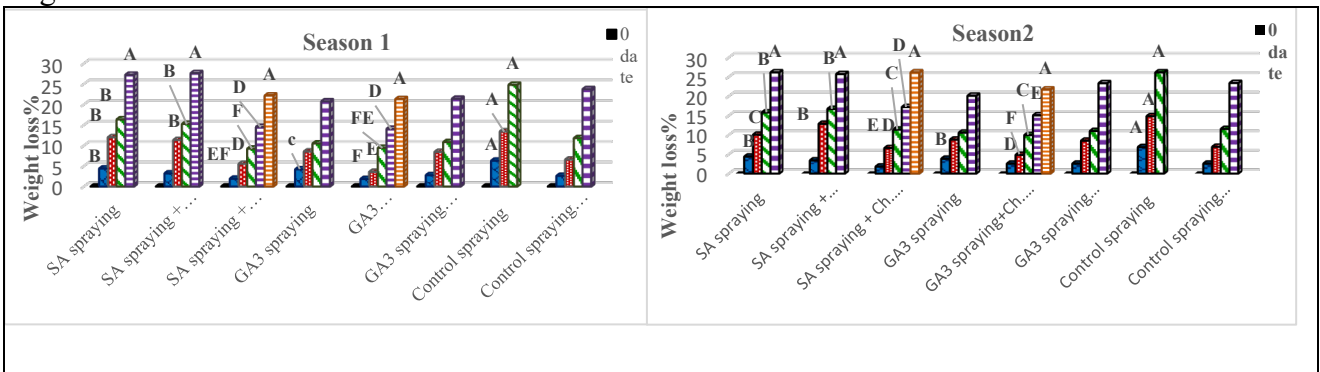 Season 1
0
da
te
Weight loss%
30
25
20
15
10
5
0
B
B
B
A
B
B
A
EF
D
F
D
A
c
F
E
FE
D
A
A
A
A
SA spraying
SA spraying +…
SA spraying +…
GA3 spraying
GA3…
GA3 spraying…
Control spraying
Control spraying…
Season2
0
da
te
Weight loss%
30
25
20
15
10
5
0
B
C
B
A
B
B
A
E
D
C
D
A
B
D
F
C
E
A
A
A
A
SA spraying
SA spraying +…
SA spraying + Ch…
GA3 spraying
GA3 spraying+Ch…
GA3 spraying…
Control spraying
Control spraying…